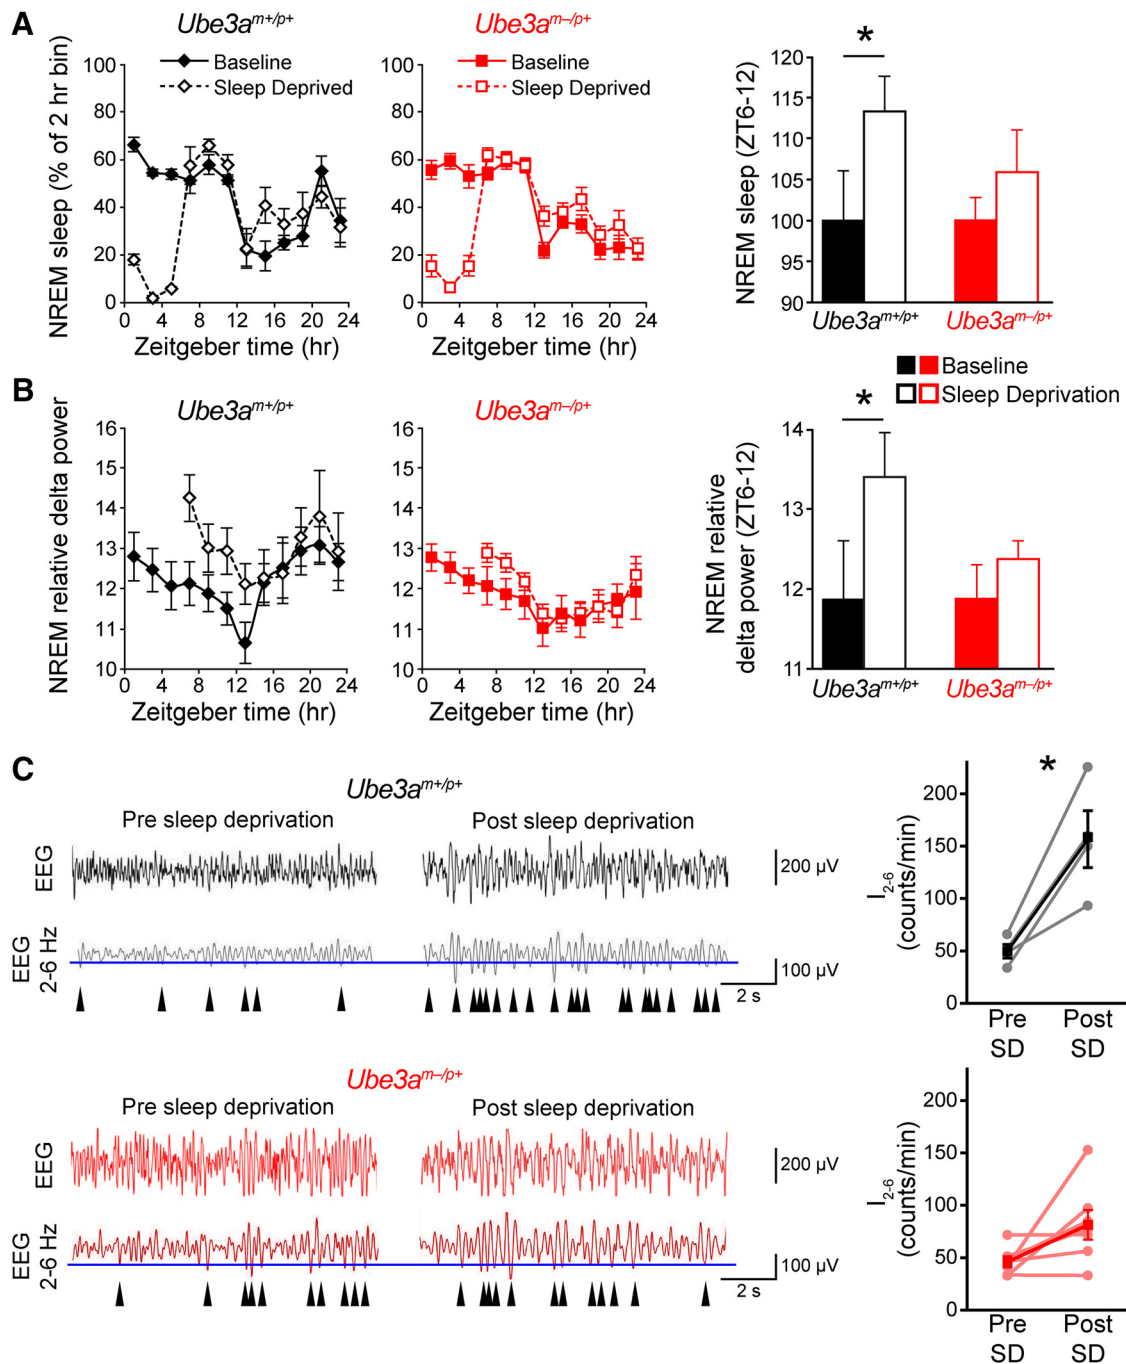 A
Ube3a^m+/p+
Baseline
Sleep Deprived
NREM sleep (% of 2 hr bin)
100
80
60
40
20
0
0 4 8 12 16 20 24
Zeitgeber time (hr)
Ube3a^m–/p+
Baseline
Sleep Deprived
100
80
60
40
20
0
0 4 8 12 16 20 24
Zeitgeber time (hr)
*
NREM sleep (ZT6-12)
120
115
110
105
100
95
90
Ube3a^m+/p+ Ube3a^m–/p+
Baseline
Sleep Deprivation
B
Ube3a^m+/p+
NREM relative delta power
16
15
14
13
12
11
10
0 4 8 12 16 20 24
Zeitgeber time (hr)
Ube3a^m–/p+
16
15
14
13
12
11
10
0 4 8 12 16 20 24
Zeitgeber time (hr)
*
NREM relative
delta power (ZT6-12)
14
13
12
11
Ube3a^m+/p+ Ube3a^m–/p+
C
Ube3a^m+/p+
Pre sleep deprivation
Post sleep deprivation
EEG
200 µV
EEG
2-6 Hz
100 µV
2 s
*
I2-6
(counts/min)
200
150
100
50
0
Pre
SD
Post
SD
Ube3a^m–/p+
Pre sleep deprivation
Post sleep deprivation
EEG
200 µV
EEG
2-6 Hz
100 µV
2 s
I2-6
(counts/min)
200
150
100
50
0
Pre
SD
Post
SD